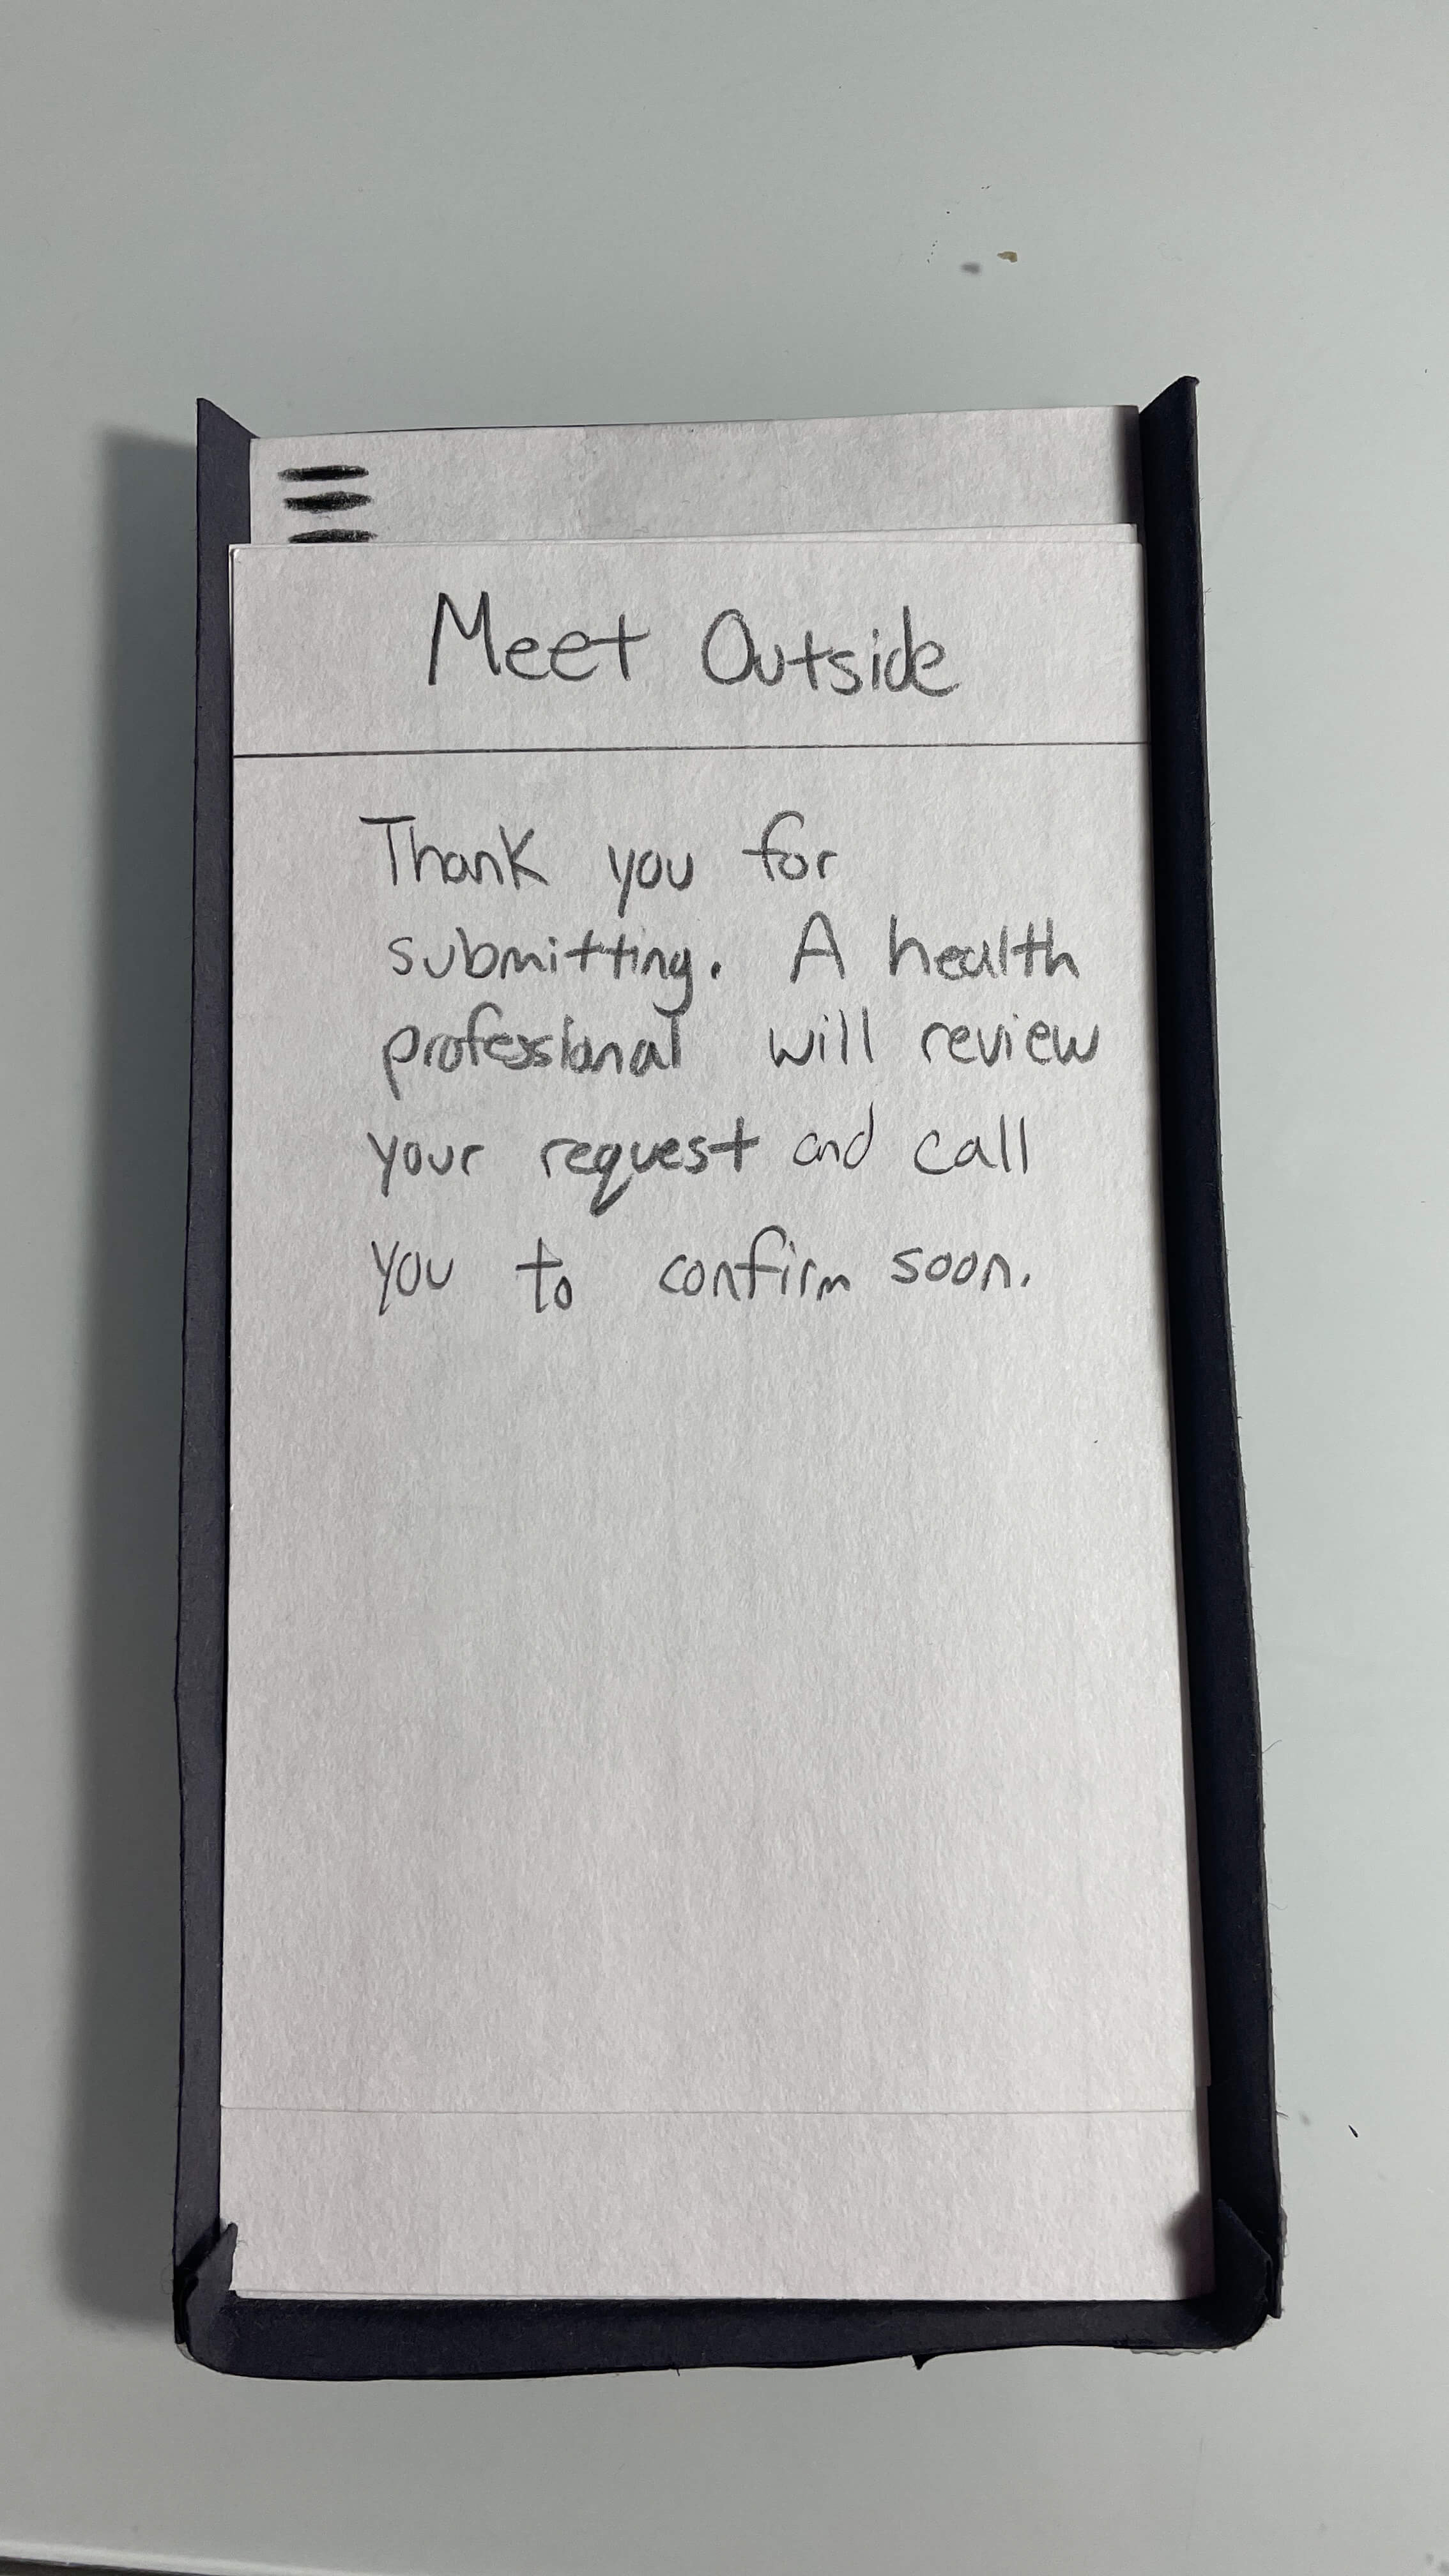 Meet Outside
Thank you for
submitting. A health
professional will review
your request and call
you to confirm soon.